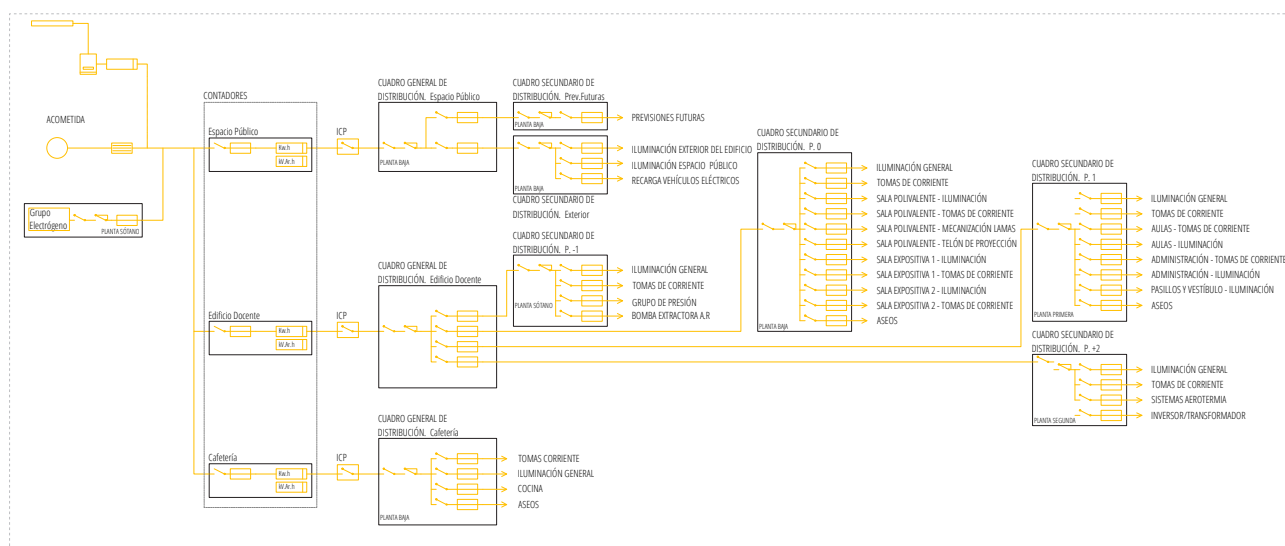 ACOMETIDA
Grupo
Electrógeno
PLANTA SÓTANO
CONTADORES
Espacio Público
Kw.h
kV.Ar.h
Edificio Docente
Kw.h
kV.Ar.h
Cafetería
Kw.h
kV.Ar.h
ICP
ICP
ICP
CUADRO GENERAL DE
DISTRIBUCIÓN. Espacio Público
PLANTA BAJA
CUADRO SECUNDARIO DE
DISTRIBUCIÓN. Prev.Futuras
PLANTA BAJA
PREVISIONES FUTURAS
PLANTA BAJA
CUADRO SECUNDARIO DE
DISTRIBUCIÓN. Exterior
ILUMINACIÓN EXTERIOR DEL EDIFICIO
ILUMINACIÓN ESPACIO PÚBLICO
RECARGA VEHÍCULOS ELÉCTRICOS
CUADRO GENERAL DE
DISTRIBUCIÓN. Edificio Docente
PLANTA BAJA
CUADRO SECUNDARIO DE
DISTRIBUCIÓN. P. -1
PLANTA SÓTANO
ILUMINACIÓN GENERAL
TOMAS DE CORRIENTE
GRUPO DE PRESIÓN
BOMBA EXTRACTORA A.R
CUADRO GENERAL DE
DISTRIBUCIÓN. Cafetería
PLANTA BAJA
TOMAS CORRIENTE
ILUMINACIÓN GENERAL
COCINA
ASEOS
CUADRO SECUNDARIO DE
DISTRIBUCIÓN. P. 0
PLANTA BAJA
ILUMINACIÓN GENERAL
TOMAS DE CORRIENTE
SALA POLIVALENTE - ILUMINACIÓN
SALA POLIVALENTE - TOMAS DE CORRIENTE
SALA POLIVALENTE - MECANIZACIÓN LAMAS
SALA POLIVALENTE - TELÓN DE PROYECCIÓN
SALA EXPOSITIVA 1 - ILUMINACIÓN
SALA EXPOSITIVA 1 - TOMAS DE CORRIENTE
SALA EXPOSITIVA 2 - ILUMINACIÓN
SALA EXPOSITIVA 2 - TOMAS DE CORRIENTE
ASEOS
CUADRO SECUNDARIO DE
DISTRIBUCIÓN. P. 1
PLANTA PRIMERA
ILUMINACIÓN GENERAL
TOMAS DE CORRIENTE
AULAS - TOMAS DE CORRIENTE
AULAS - ILUMINACIÓN
ADMINISTRACIÓN - TOMAS DE CORRIENTE
ADMINISTRACIÓN - ILUMINACIÓN
PASILLOS Y VESTÍBULO - ILUMINACIÓN
ASEOS
CUADRO SECUNDARIO DE
DISTRIBUCIÓN. P. +2
PLANTA SEGUNDA
ILUMINACIÓN GENERAL
TOMAS DE CORRIENTE
SISTEMAS AEROTERMIA
INVERSOR/TRANSFORMADOR